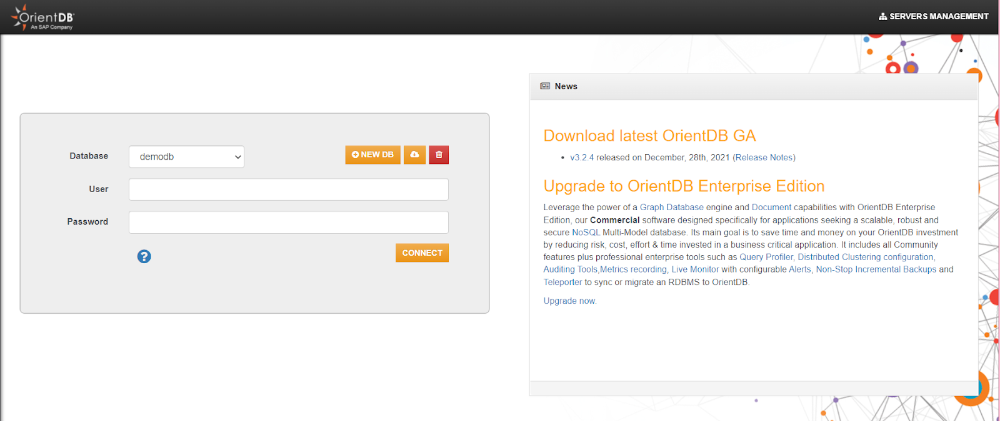 OrientDB
An SAP Company
SERVERS MANAGEMENT
Database
demodb
NEW DB
User
Password
?
CONNECT
News
Download latest OrientDB GA
• v3.2.4 released on December, 28th, 2021 (Release Notes)
Upgrade to OrientDB Enterprise Edition
Leverage the power of a Graph Database engine and Document capabilities with OrientDB Enterprise
Edition, our Commercial software designed specifically for applications seeking a scalable, robust and
secure NoSQL Multi-Model database. Its main goal is to save time and money on your OrientDB investment
by reducing risk, cost, effort & time invested in a business critical application. It includes all Community
features plus professional enterprise tools such as Query Profiler, Distributed Clustering configuration,
Auditing Tools,Metrics recording, Live Monitor with configurable Alerts, Non-Stop Incremental Backups and
Teleporter to sync or migrate an RDBMS to OrientDB.
Upgrade now.